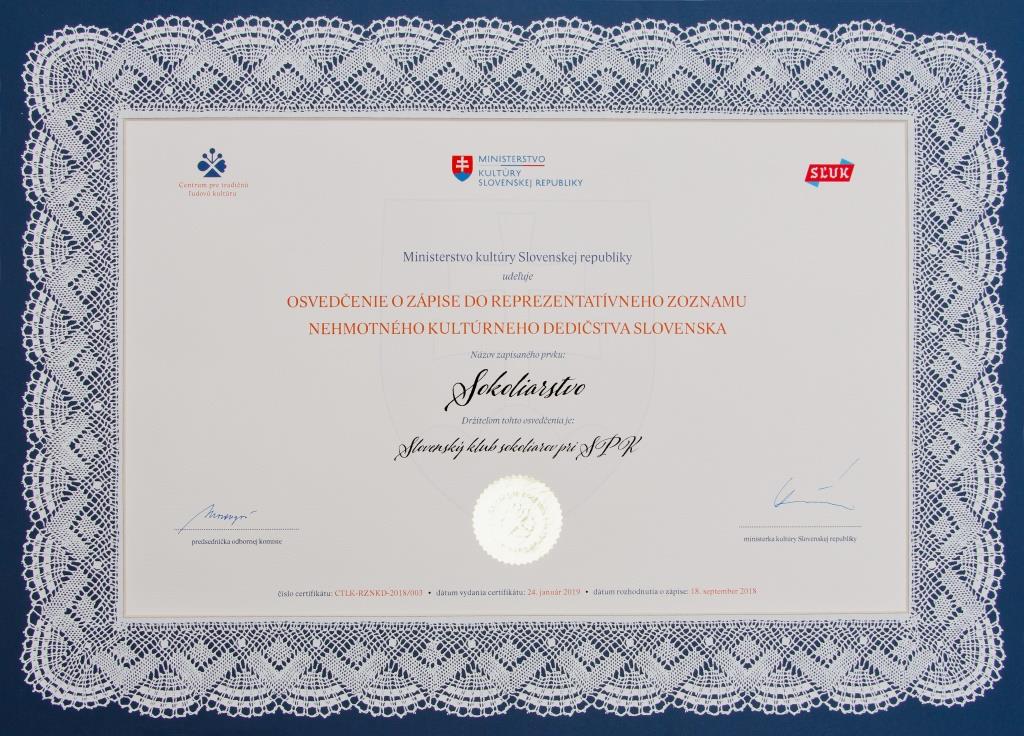 Centrum pre tradičnú
ľudovú kultúru
MINISTERSTVO
KULTÚRY
SLOVENSKEJ REPUBLIKY
SĽUK
Ministerstvo kultúry Slovenskej republiky
udeľuje
OSVEDČENIE O ZÁPISE DO REPREZENTATÍVNEHO ZOZNAMU
NEHMOTNÉHO KULTÚRNEHO DEDIČSTVA SLOVENSKA
Názov zapísaného prvku:
Sokoliarstvo
Držiteľom tohto osvedčenia je:
Slovenský klub sokoliarov pri SPK
predsedníčka odbornej komisie
ministerka kultúry Slovenskej republiky
číslo certifikátu: CTLK-RZNKD-2018/003 • dátum vydania certifikátu: 24. január 2019 • dátum rozhodnutia o zápise: 18. september 2018